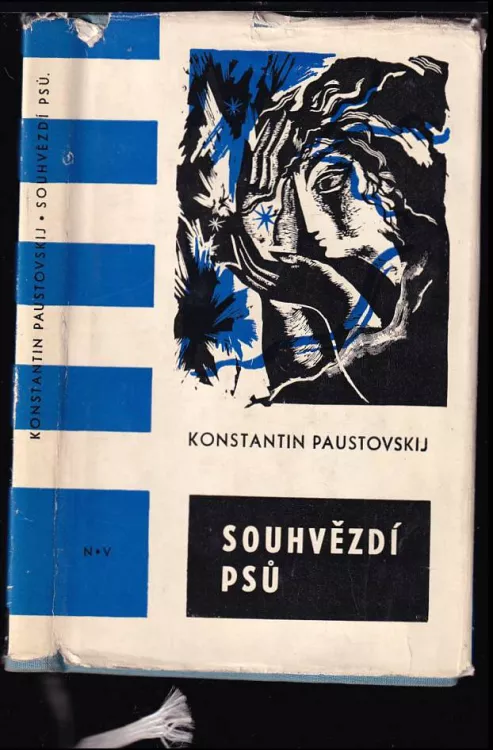 KONSTANTIN PAUSTOVSKIJ • SOUHVĚZDÍ PSŮ.
KONSTANTIN PAUSTOVSKIJ
SOUHVĚZDÍ
PSŮ
N•V